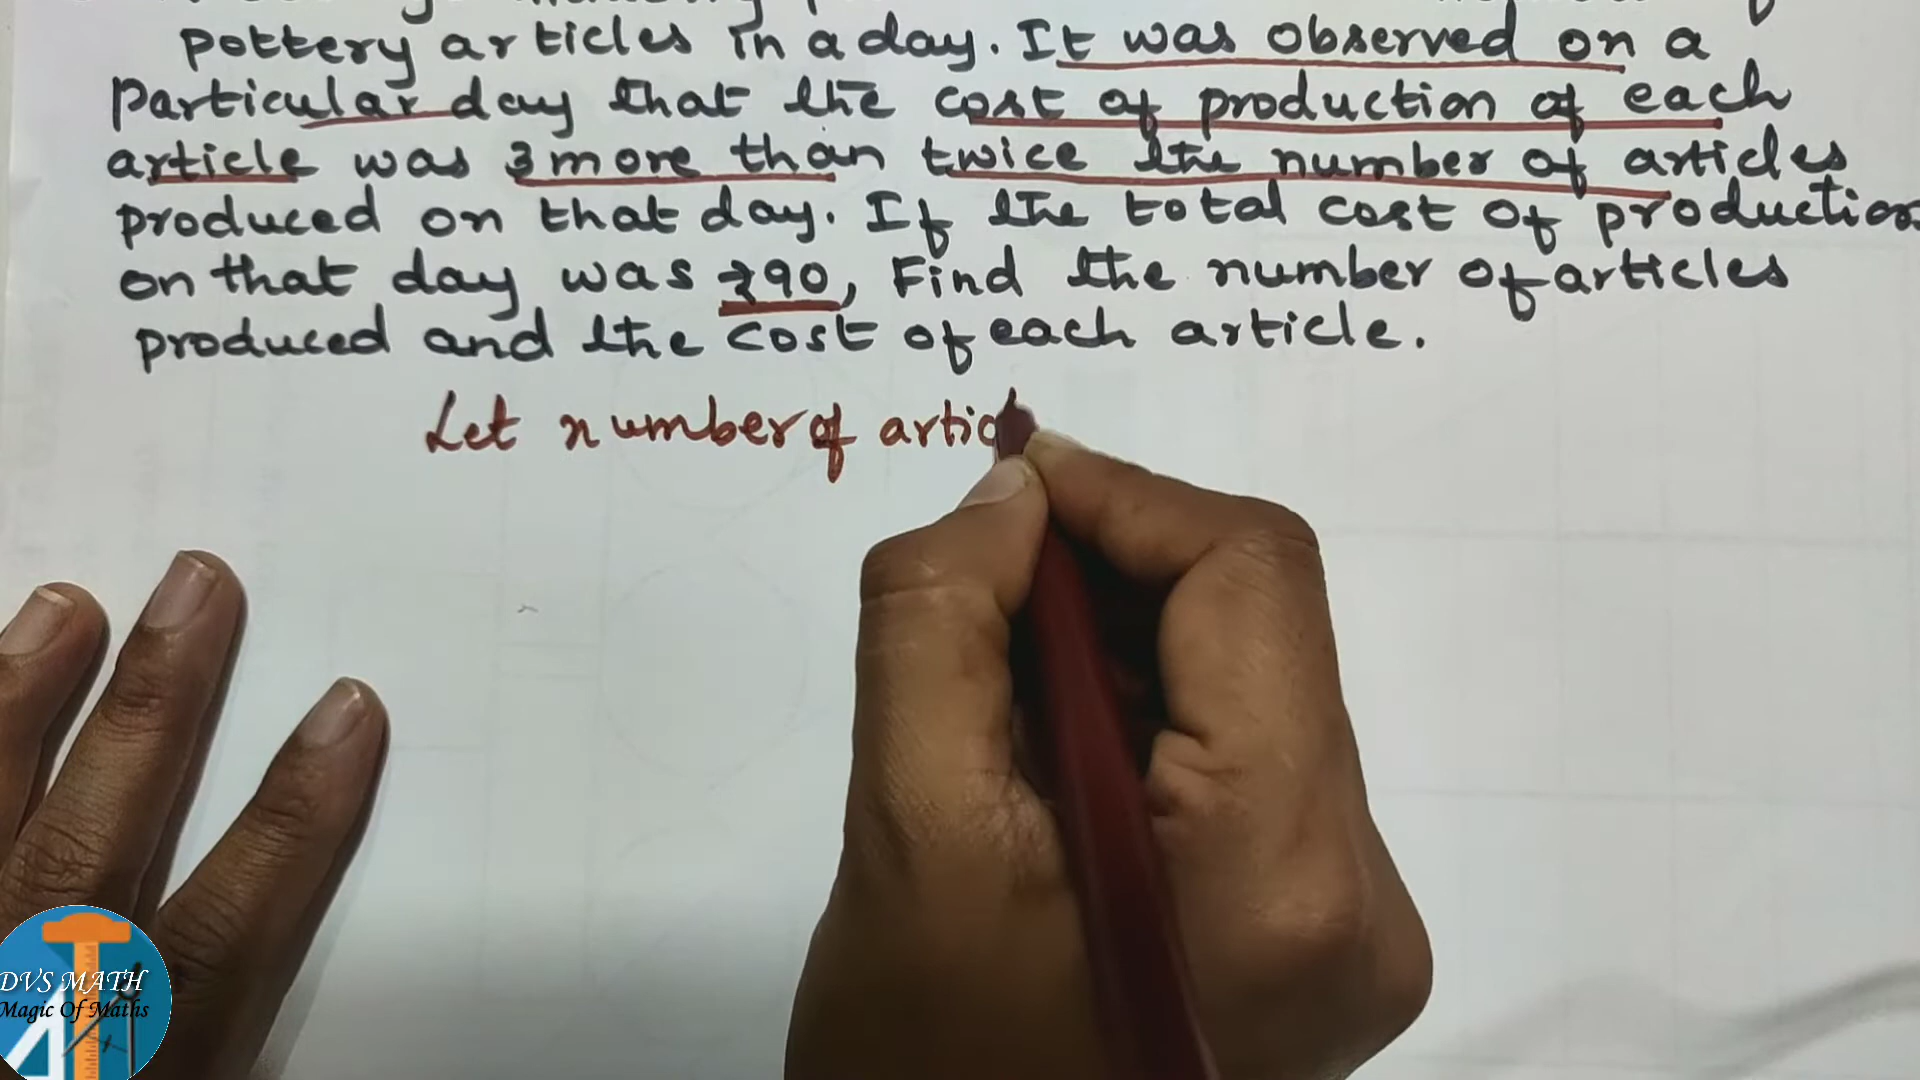 pottery articles in a day. It was observed on a
Particular day that the cost of production of each
article was 3 more than twice the number of articles
produced on that day. If the total cost of production
on that day was ₹90, Find the number of articles
produced and the cost of each article.
Let number of artic
DVS MATH
Magic Of Maths